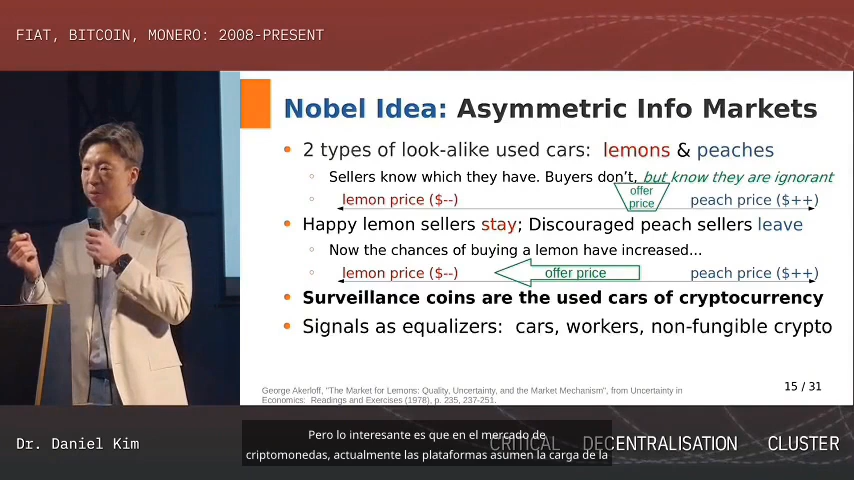 FIAT, BITCOIN, MONERO: 2008-PRESENT
Nobel Idea: Asymmetric Info Markets
• 2 types of look-alike used cars: lemons & peaches
◦ Sellers know which they have. Buyers don't, but know they are ignorant
offer
price
◦ lemon price ($--) peach price ($++)
• Happy lemon sellers stay; Discouraged peach sellers leave
◦ Now the chances of buying a lemon have increased...
◦ lemon price ($--) offer price peach price ($++)
• Surveillance coins are the used cars of cryptocurrency
• Signals as equalizers: cars, workers, non-fungible crypto
15 / 31
George Akerloff, "The Market for Lemons: Quality, Uncertainty, and the Market Mechanism", from Uncertainty in
Economics: Readings and Exercises (1978), p. 235, 237-251.
Dr. Daniel Kim
CRITICAL DECENTRALISATION CLUSTER
Pero lo interesante es que en el mercado de
criptomonedas, actualmente las plataformas asumen la carga de la